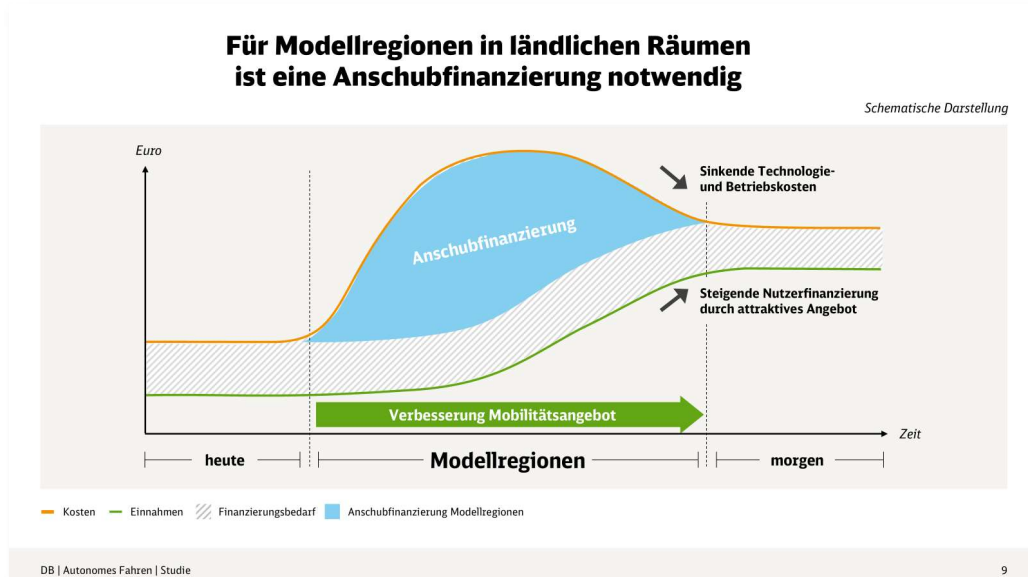 Für Modellregionen in ländlichen Räumen
ist eine Anschubfinanzierung notwendig
Schematische Darstellung
Euro
Sinkende Technologie-
und Betriebskosten
Anschubfinanzierung
Steigende Nutzerfinanzierung
durch attraktives Angebot
Verbesserung Mobilitätsangebot
Zeit
heute
Modellregionen
morgen
Kosten
Einnahmen
Finanzierungsbedarf
Anschubfinanzierung Modellregionen
DB | Autonomes Fahren | Studie
9